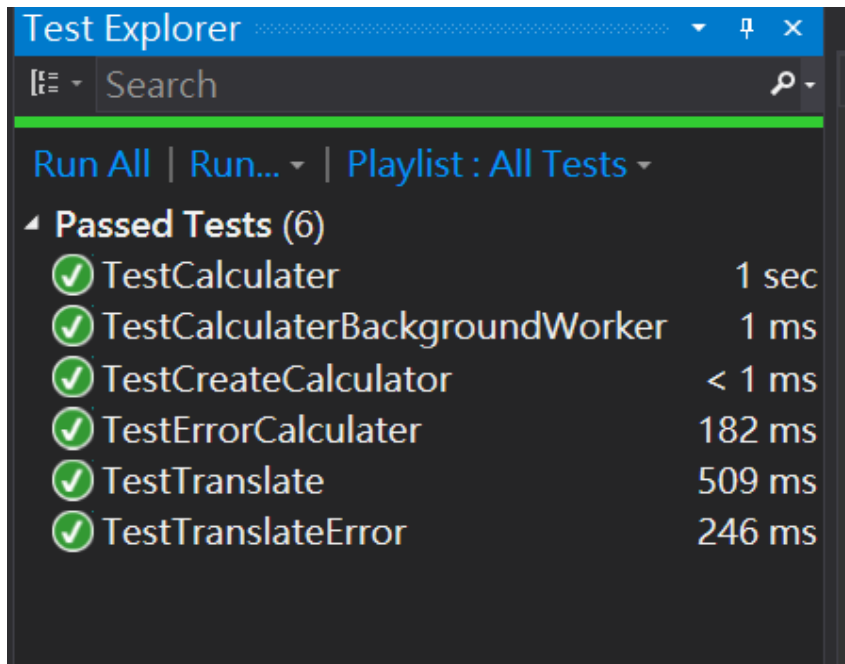 Test Explorer
Search
Run All | Run... | Playlist : All Tests
Passed Tests (6)
TestCalculater 1 sec
TestCalculaterBackgroundWorker 1 ms
TestCreateCalculator < 1 ms
TestErrorCalculater 182 ms
TestTranslate 509 ms
TestTranslateError 246 ms